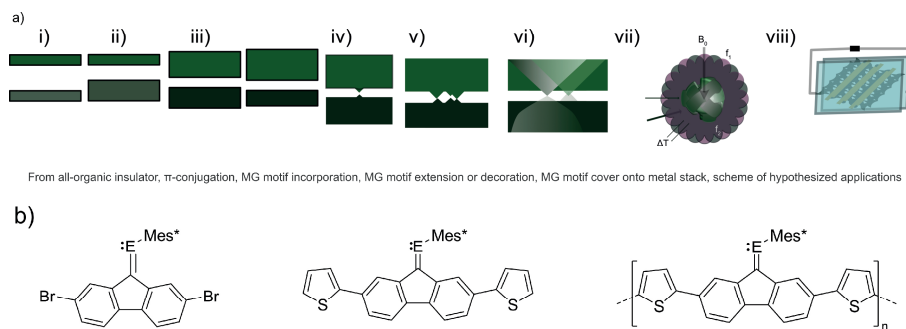 a)
i) ii) iii) iv) v) vi) vii) viii)
B₀
f₁
f₂
ΔT
From all-organic insulator, π-conjugation, MG motif incorporation, MG motif extension or decoration, MG motif cover onto metal stack, scheme of hypothesized applications
b)
:E Mes*
Br Br
:E Mes*
S S
:E Mes*
S S n